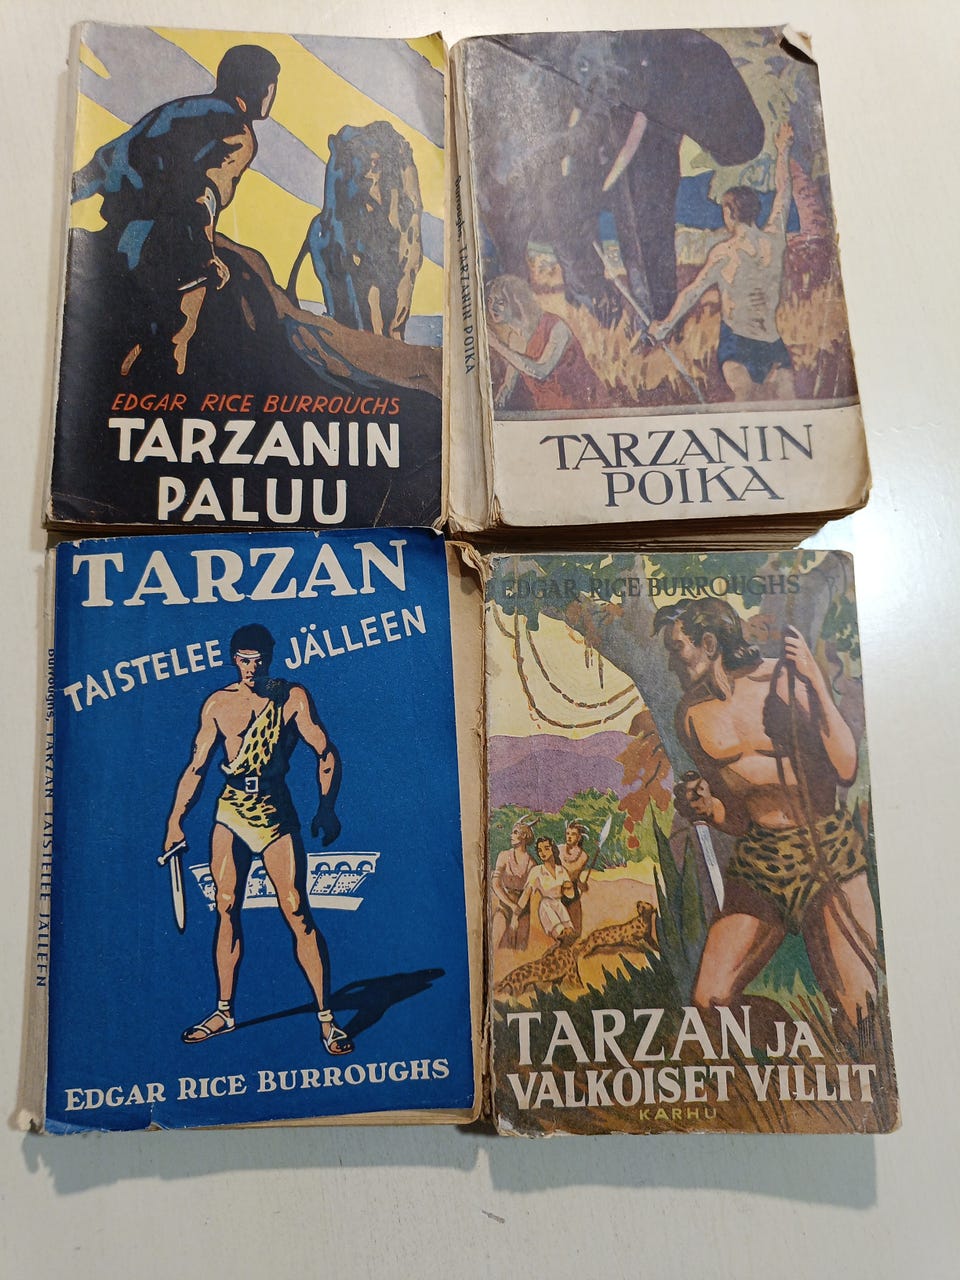 EDGAR RICE BURROUGHS
TARZANIN
PALUU
Burroughs, TARZANIN POIKA
TARZANIN
POIKA
TARZAN
TAISTELEE JÄLLEEN
EDGAR RICE BURROUGHS
Burroughs, TARZAN TAISTELEE JÄLLEEN
EDGAR RICE BURROUGHS
TARZAN JA
VALKOISET VILLIT
KARHU